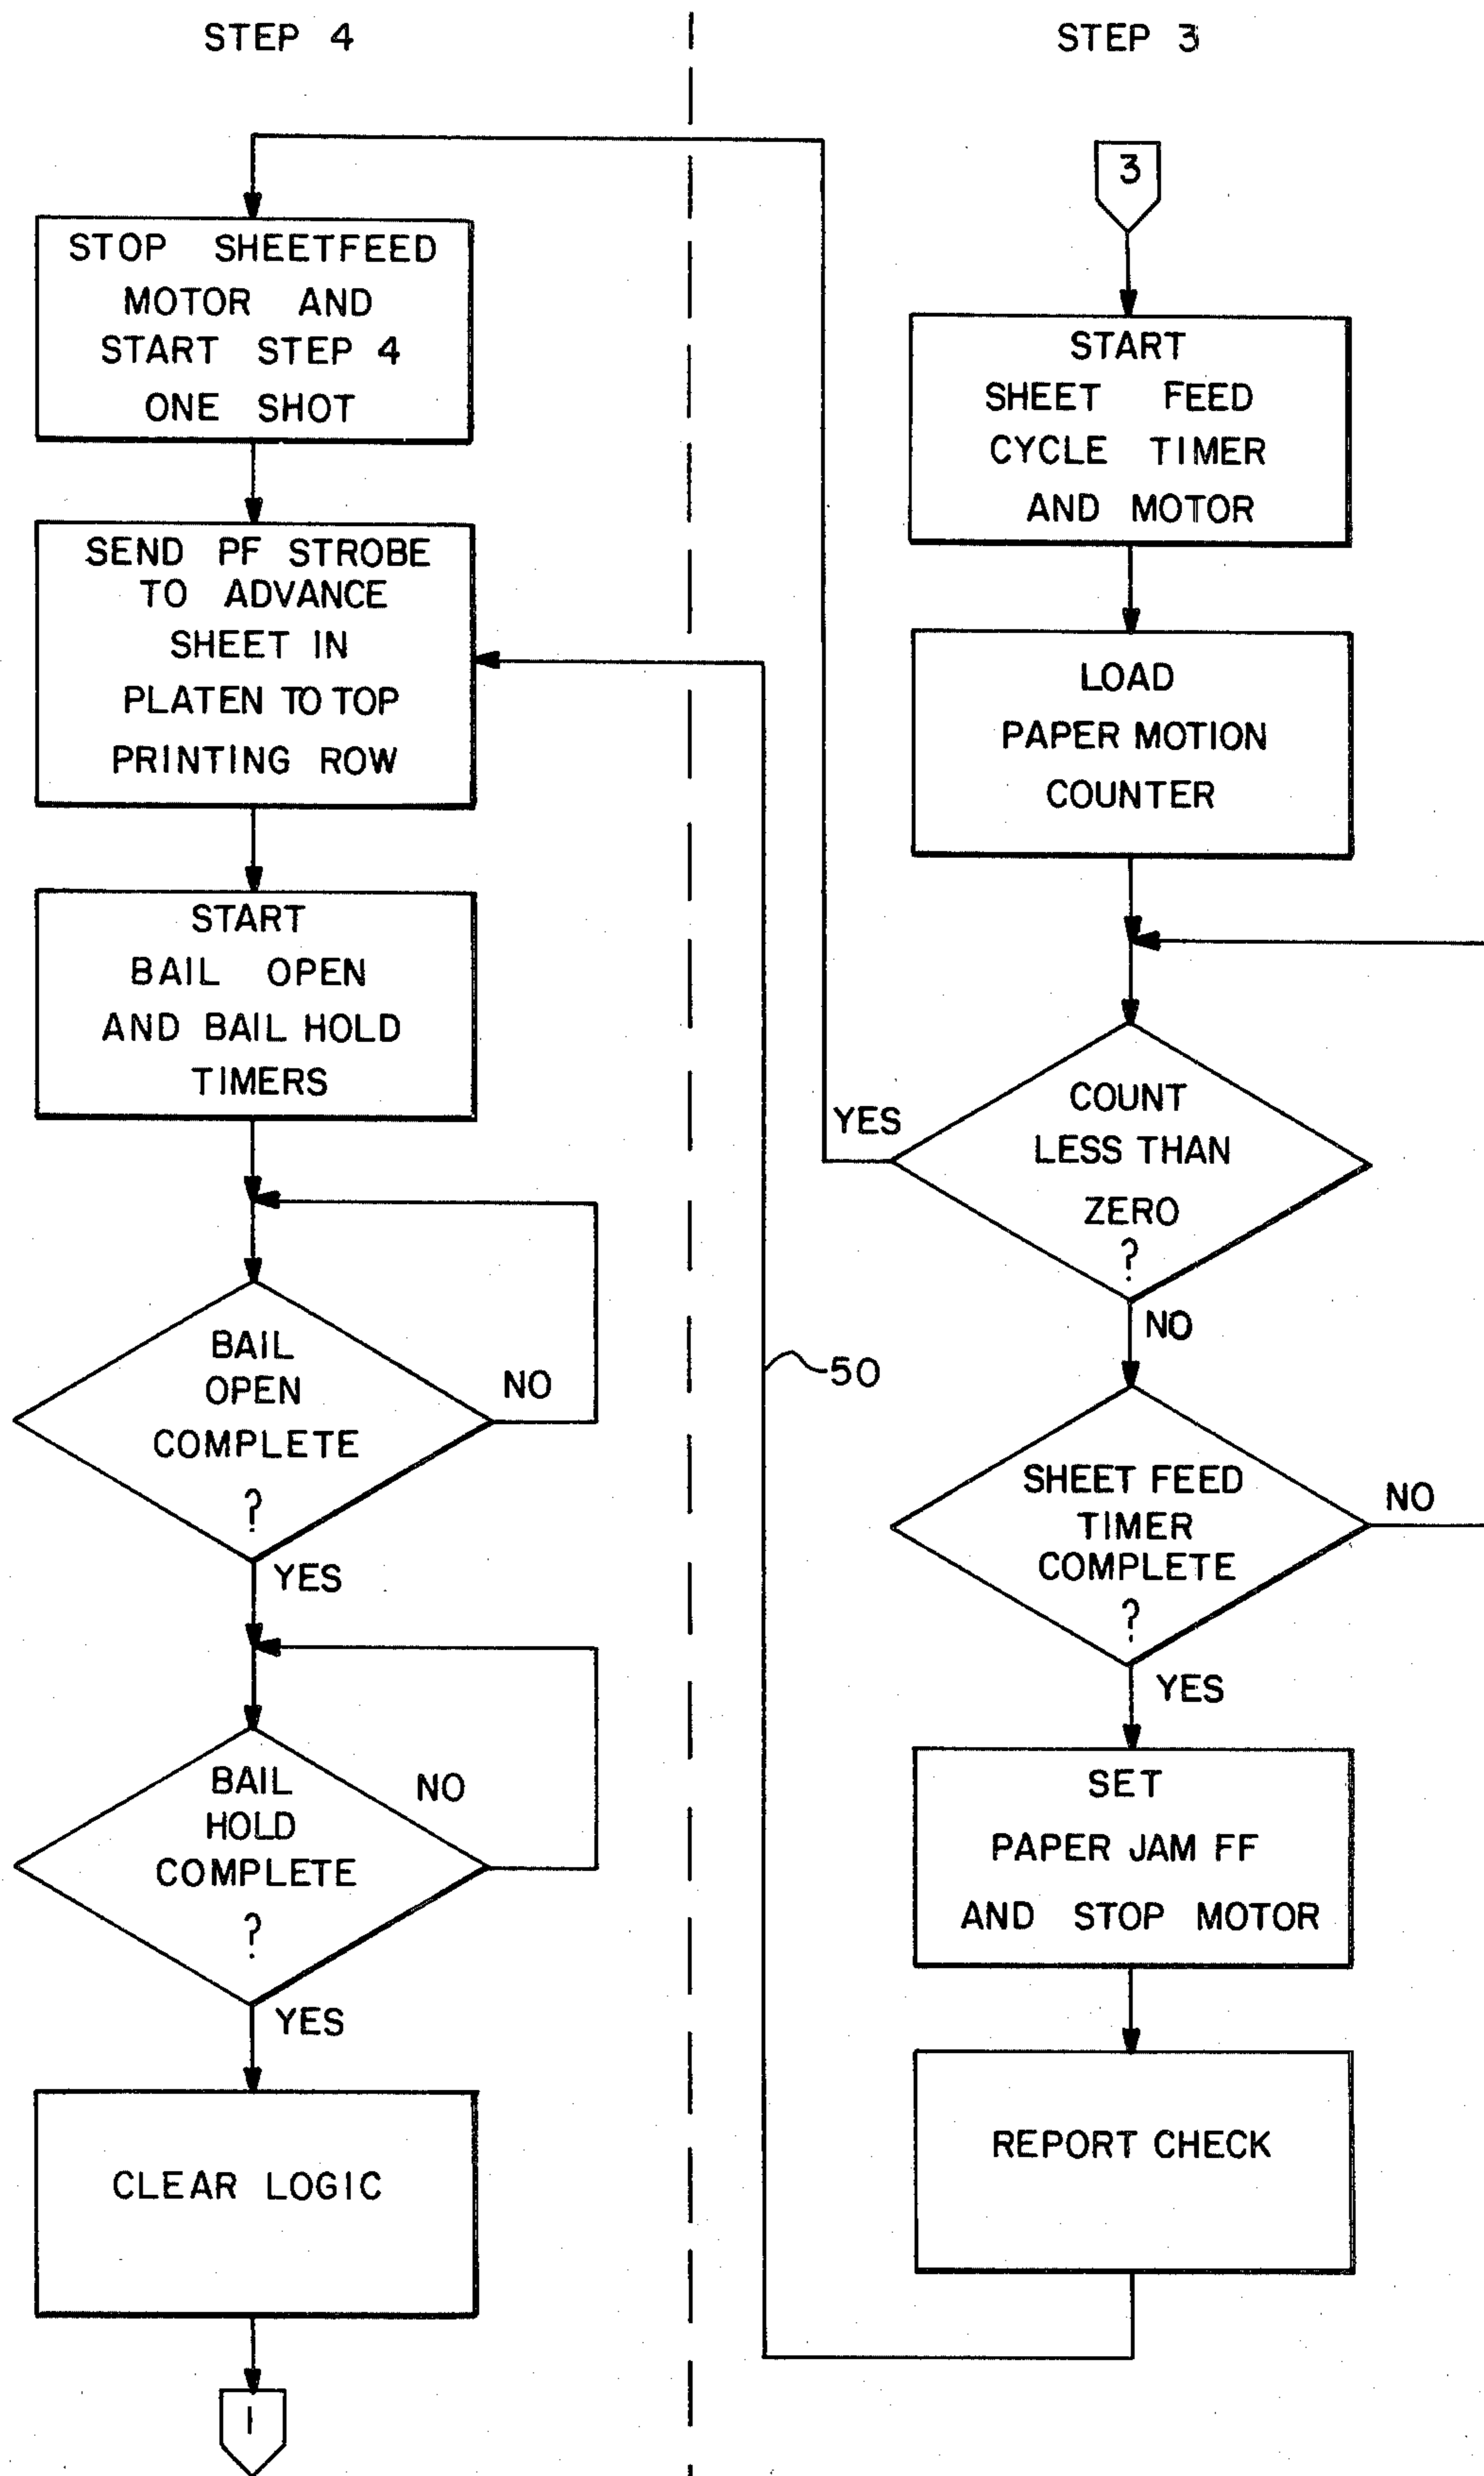 STEP 4
STOP SHEETFEED
MOTOR AND
START STEP 4
ONE SHOT
SEND PF STROBE
TO ADVANCE
SHEET IN
PLATEN TO TOP
PRINTING ROW
START
BAIL OPEN
AND BAIL HOLD
TIMERS
BAIL
OPEN
COMPLETE
?
NO
YES
BAIL
HOLD
COMPLETE
?
NO
YES
CLEAR LOGIC
1
STEP 3
3
START
SHEET FEED
CYCLE TIMER
AND MOTOR
LOAD
PAPER MOTION
COUNTER
COUNT
LESS THAN
ZERO
?
YES
NO
50
SHEET FEED
TIMER
COMPLETE
?
NO
YES
SET
PAPER JAM FF
AND STOP MOTOR
REPORT CHECK